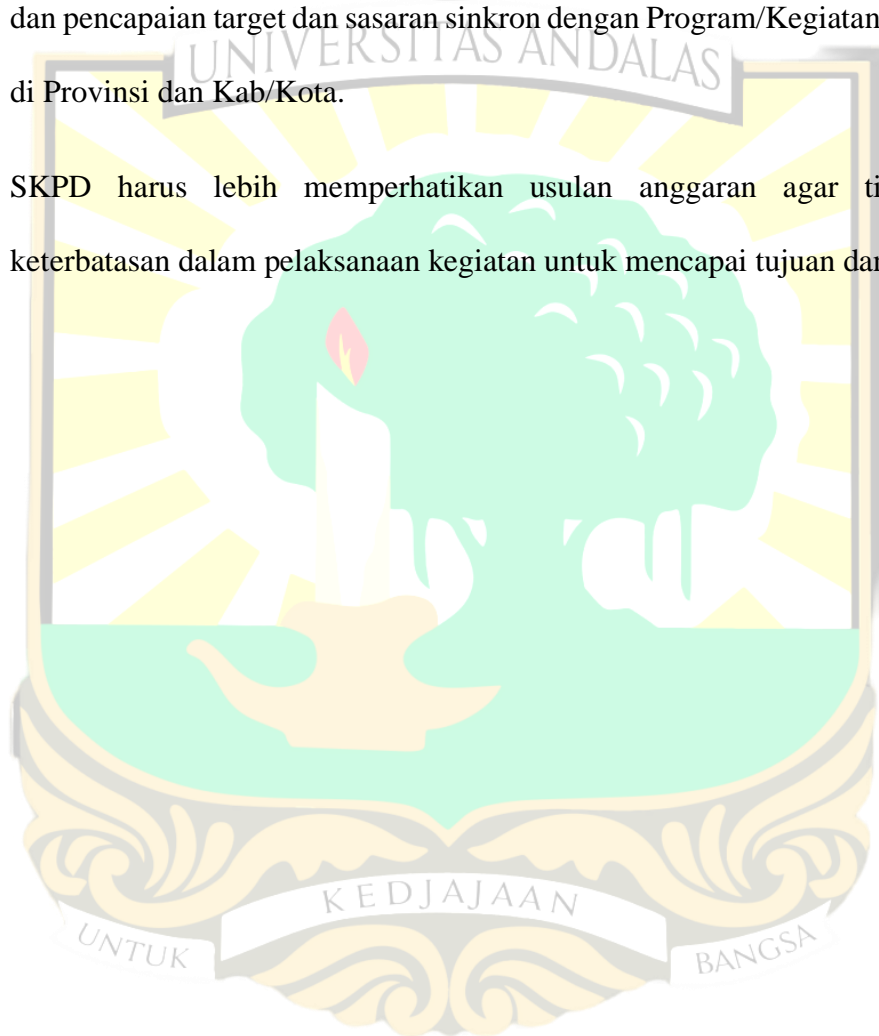 dan pencapaian target dan sasaran sinkron dengan Program/Kegiatan
UNIVERSITAS ANDALAS
di Provinsi dan Kab/Kota.
SKPD harus lebih memperhatikan usulan anggaran agar
keterbatasan dalam pelaksanaan kegiatan untuk mencapai tujuan
UNTUK KEDJAJAAN BANGSA